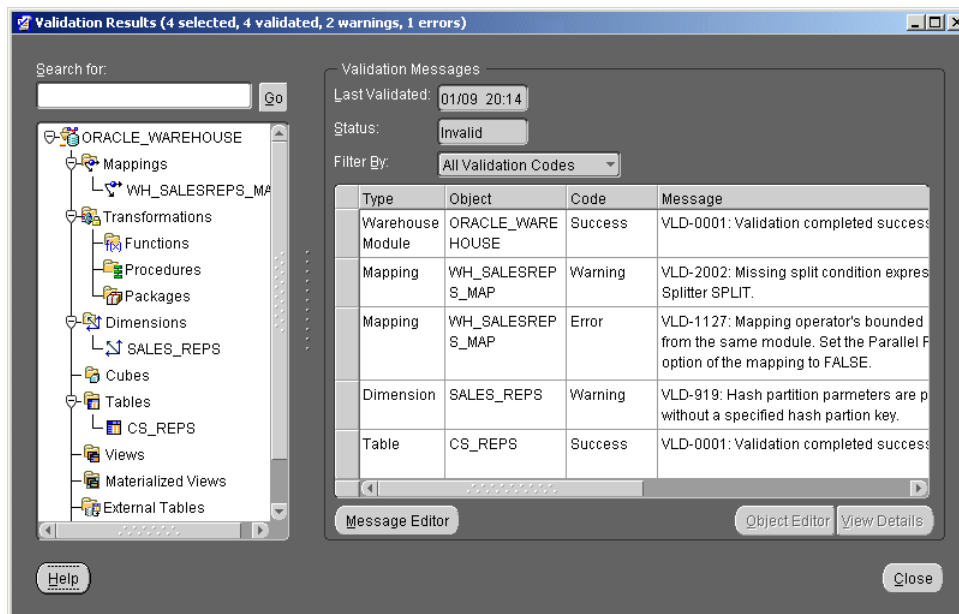 Validation Results (4 selected, 4 validated, 2 warnings, 1 errors)
Search for:
Go
ORACLE_WAREHOUSE
Mappings
WH_SALESREPS_MA
Transformations
Functions
Procedures
Packages
Dimensions
SALES_REPS
Cubes
Tables
CS_REPS
Views
Materialized Views
External Tables
Validation Messages
Last Validated: 01/09 20:14
Status: Invalid
Filter By: All Validation Codes
Type Object Code Message
Warehouse ORACLE_WARE Success VLD-0001: Validation completed success
Module HOUSE
Mapping WH_SALESREP Warning VLD-2002: Missing split condition expres
S_MAP Splitter SPLIT.
Mapping WH_SALESREP Error VLD-1127: Mapping operator's bounded
S_MAP from the same module. Set the Parallel F
option of the mapping to FALSE.
Dimension SALES_REPS Warning VLD-919: Hash partition parmeters are p
without a specified hash partion key.
Table CS_REPS Success VLD-0001: Validation completed success
Message Editor Object Editor View Details
Help Close